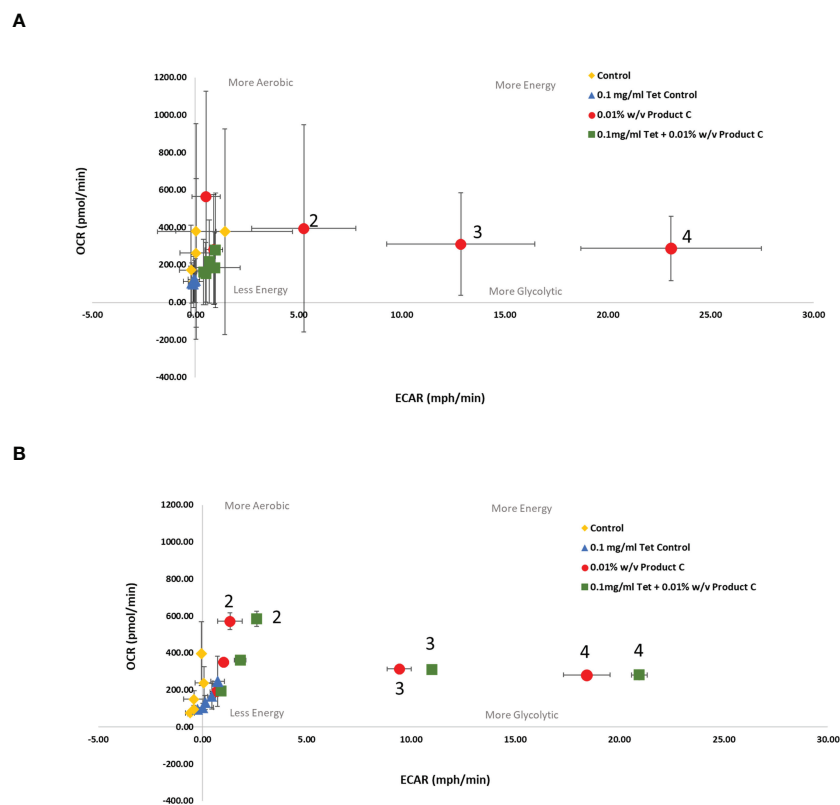 A
1200.00
More Aerobic
More Energy
Control
1000.00
0.1 mg/ml Tet Control
800.00
0.01% w/v Product C
0.1mg/ml Tet + 0.01% w/v Product C
600.00
OCR (pmol/min)
400.00
2
3
4
200.00
0.00
Less Energy
More Glycolytic
-5.00 0.00 5.00 10.00 15.00 20.00 25.00 30.00
-200.00
-400.00
ECAR (mph/min)
B
1200.00
More Aerobic
More Energy
Control
1000.00
0.1 mg/ml Tet Control
800.00
0.01% w/v Product C
0.1mg/ml Tet + 0.01% w/v Product C
600.00
2
2
OCR (pmol/min)
400.00
3
4
4
3
200.00
0.00
Less Energy
More Glycolytic
-5.00 0.00 5.00 10.00 15.00 20.00 25.00 30.00
-200.00
-400.00
ECAR (mph/min)